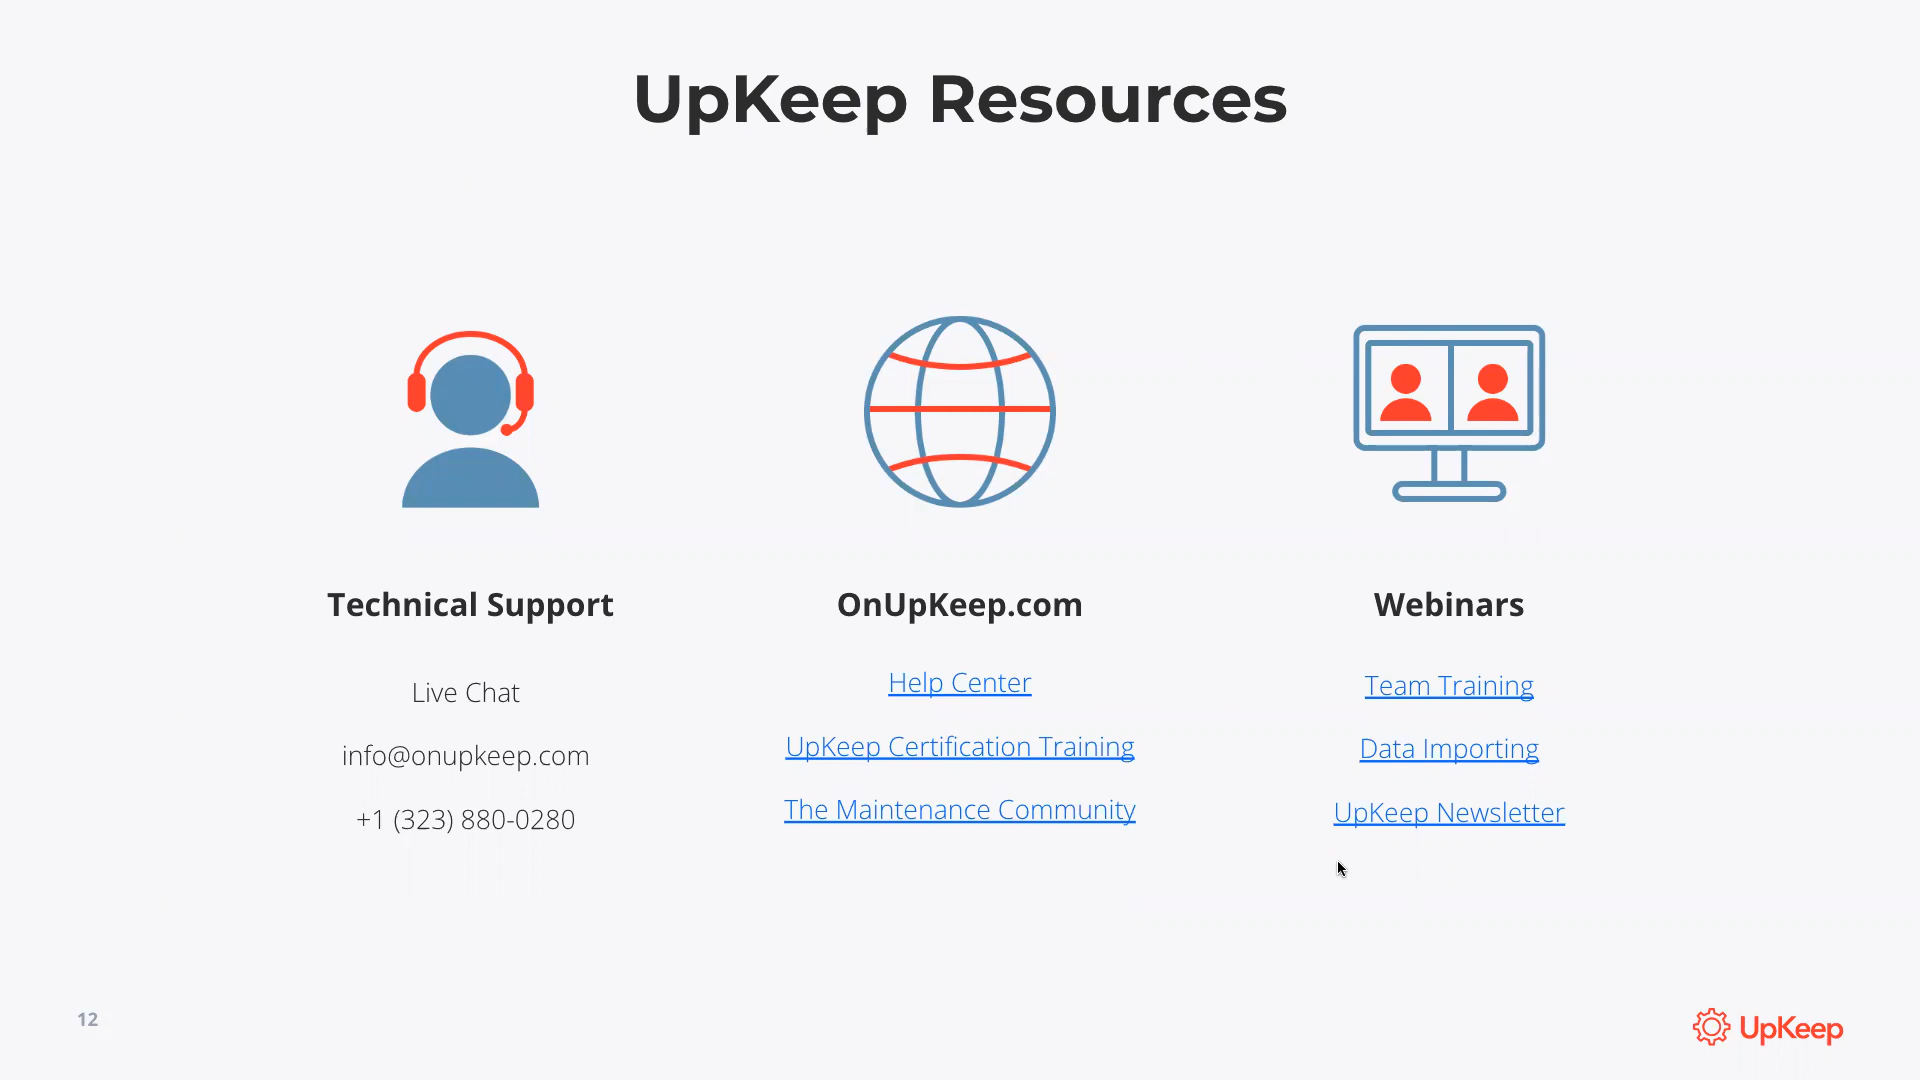 UpKeep Resources
Technical Support
Live Chat
info@onupkeep.com
+1 (323) 880-0280
OnUpKeep.com
Help Center
UpKeep Certification Training
The Maintenance Community
Webinars
Team Training
Data Importing
UpKeep Newsletter
12
UpKeep